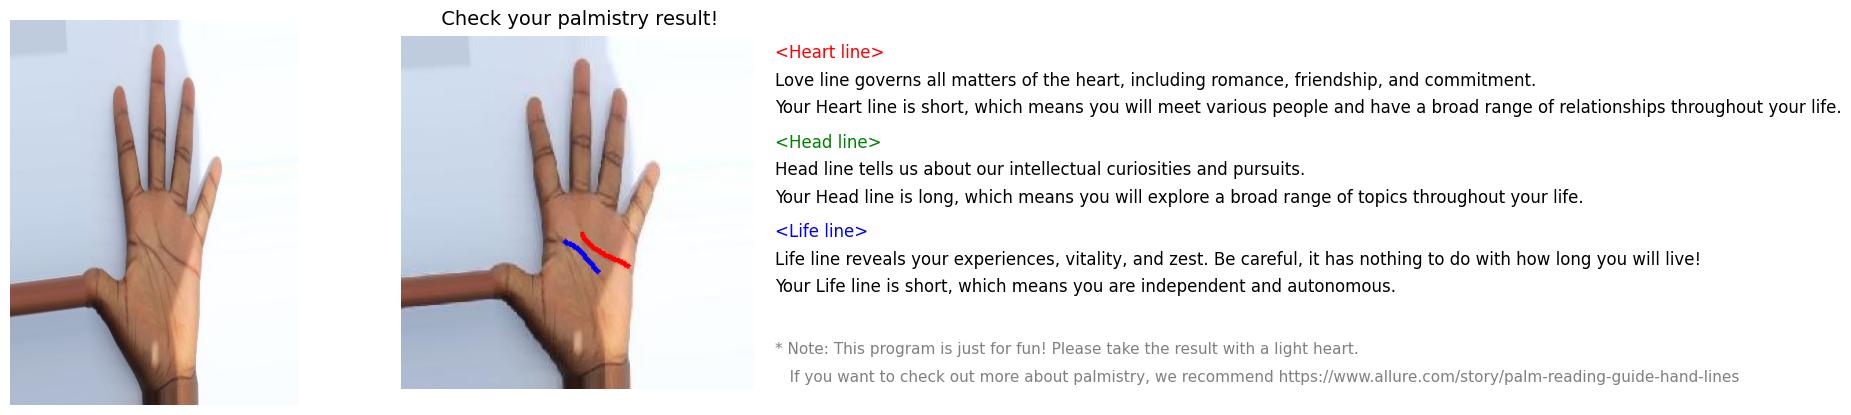 Check your palmistry result!
<Heart line>
Love line governs all matters of the heart, including romance, friendship, and commitment.
Your Heart line is short, which means you will meet various people and have a broad range of relationships throughout your life.
<Head line>
Head line tells us about our intellectual curiosities and pursuits.
Your Head line is long, which means you will explore a broad range of topics throughout your life.
<Life line>
Life line reveals your experiences, vitality, and zest. Be careful, it has nothing to do with how long you will live!
Your Life line is short, which means you are independent and autonomous.
* Note: This program is just for fun! Please take the result with a light heart.
If you want to check out more about palmistry, we recommend https://www.allure.com/story/palm-reading-guide-hand-lines